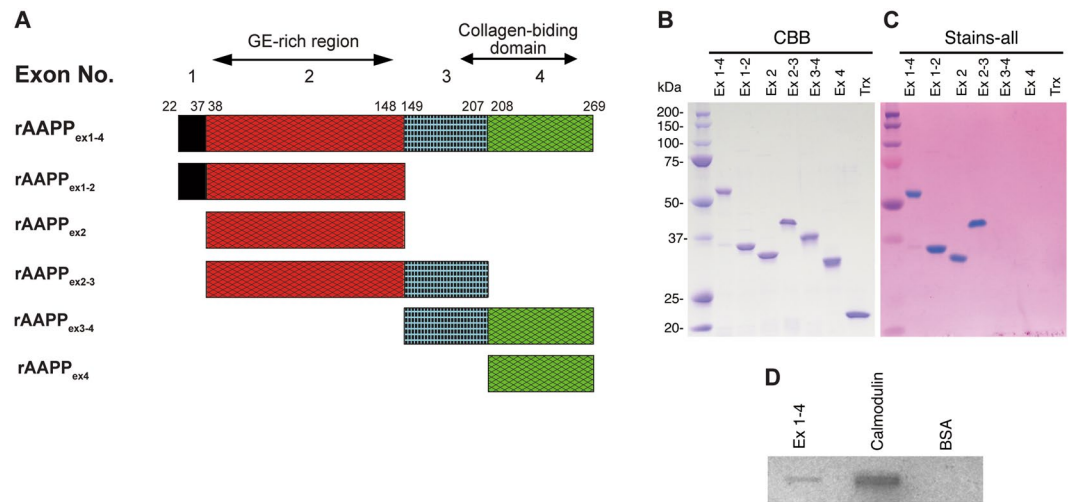 A
GE-rich region
Collagen-biding
domain
Exon No.
1 2 3 4
22 37 38 148 149 207 208 269
rAAPPex1-4
rAAPPex1-2
rAAPPex2
rAAPPex2-3
rAAPPex3-4
rAAPPex4
B
CBB
kDa
Ex 1-4
Ex 1-2
Ex 2
Ex 2-3
Ex 3-4
Ex 4
Trx
200-
150-
100-
75-
50-
37-
25-
20-
C
Stains-all
Ex 1-4
Ex 1-2
Ex 2
Ex 2-3
Ex 3-4
Ex 4
Trx
D
Ex 1-4
Calmodulin
BSA